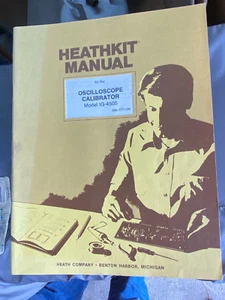 HEATHKIT
MANUAL
for the
OSCILLOSCOPE
CALIBRATOR
Model IG-4505
HEATH COMPANY • BENTON HARBOR, MICHIGAN